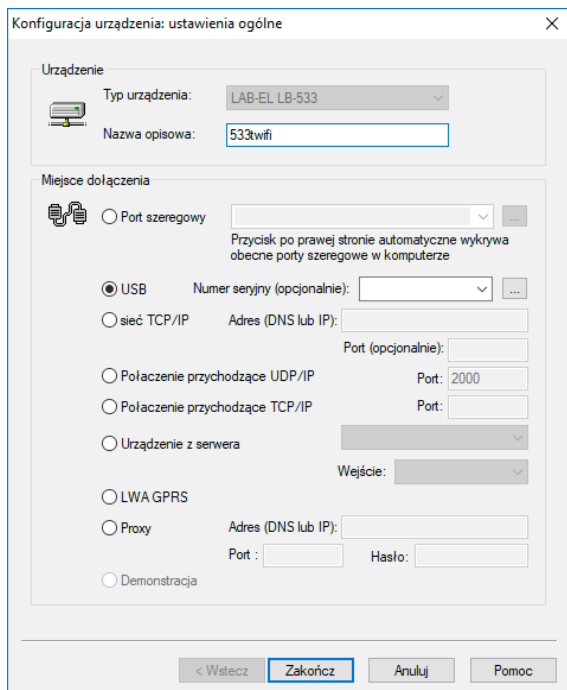 Konfiguracja urządzenia: ustawienia ogólne
Urządzenie
Typ urządzenia: LAB-EL LB-533
Nazwa opisowa: 533twifi
Miejsce dołączenia
Port szeregowy ...
Przycisk po prawej stronie automatyczne wykrywa
obecne porty szeregowe w komputerze
USB Numer seryjny (opcjonalnie): ...
sieć TCP/IP Adres (DNS lub IP):
Port (opcjonalnie):
Połaczenie przychodzące UDP/IP Port: 2000
Połaczenie przychodzące TCP/IP Port:
Urządzenie z serwera
Wejście:
LWA GPRS
Proxy Adres (DNS lub IP):
Port : Hasło:
Demonstracja
< Wstecz Zakończ Anuluj Pomoc